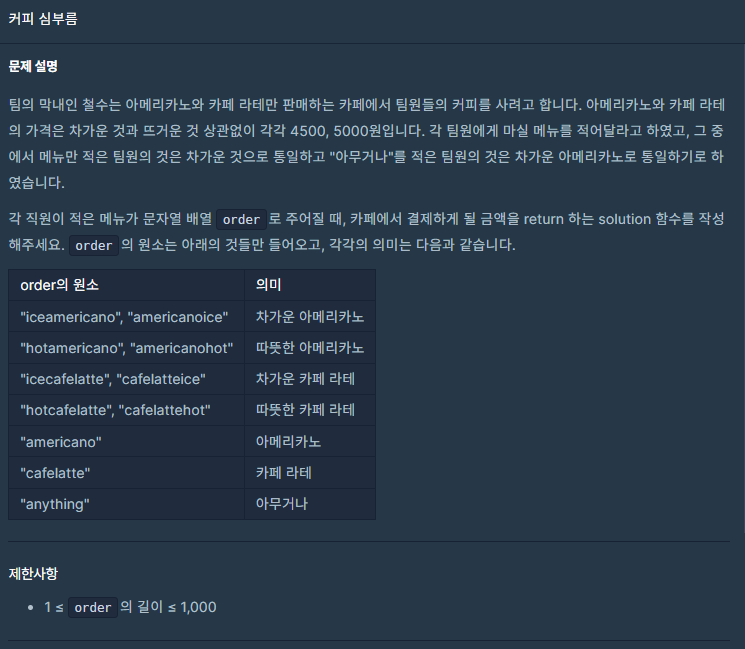 커피 심부름
문제 설명
팀의 막내인 철수는 아메리카노와 카페 라테만 판매하는 카페에서 팀원들의 커피를 사려고 합니다. 아메리카노와 카페 라테
의 가격은 차가운 것과 뜨거운 것 상관없이 각각 4500, 5000원입니다. 각 팀원에게 마실 메뉴를 적어달라고 하였고, 그 중
에서 메뉴만 적은 팀원의 것은 차가운 것으로 통일하고 "아무거나"를 적은 팀원의 것은 차가운 아메리카노로 통일하기로 하
였습니다.
각 직원이 적은 메뉴가 문자열 배열 order 로 주어질 때, 카페에서 결제하게 될 금액을 return 하는 solution 함수를 작성
해주세요. order 의 원소는 아래의 것들만 들어오고, 각각의 의미는 다음과 같습니다.
order의 원소 의미
"iceamericano", "americanoice" 차가운 아메리카노
"hotamericano", "americanohot" 따뜻한 아메리카노
"icecafelatte", "cafelatteice" 차가운 카페 라테
"hotcafelatte", "cafelattehot" 따뜻한 카페 라테
"americano" 아메리카노
"cafelatte" 카페 라테
"anything" 아무거나
제한사항
• 1 ≤ order 의 길이 ≤ 1,000